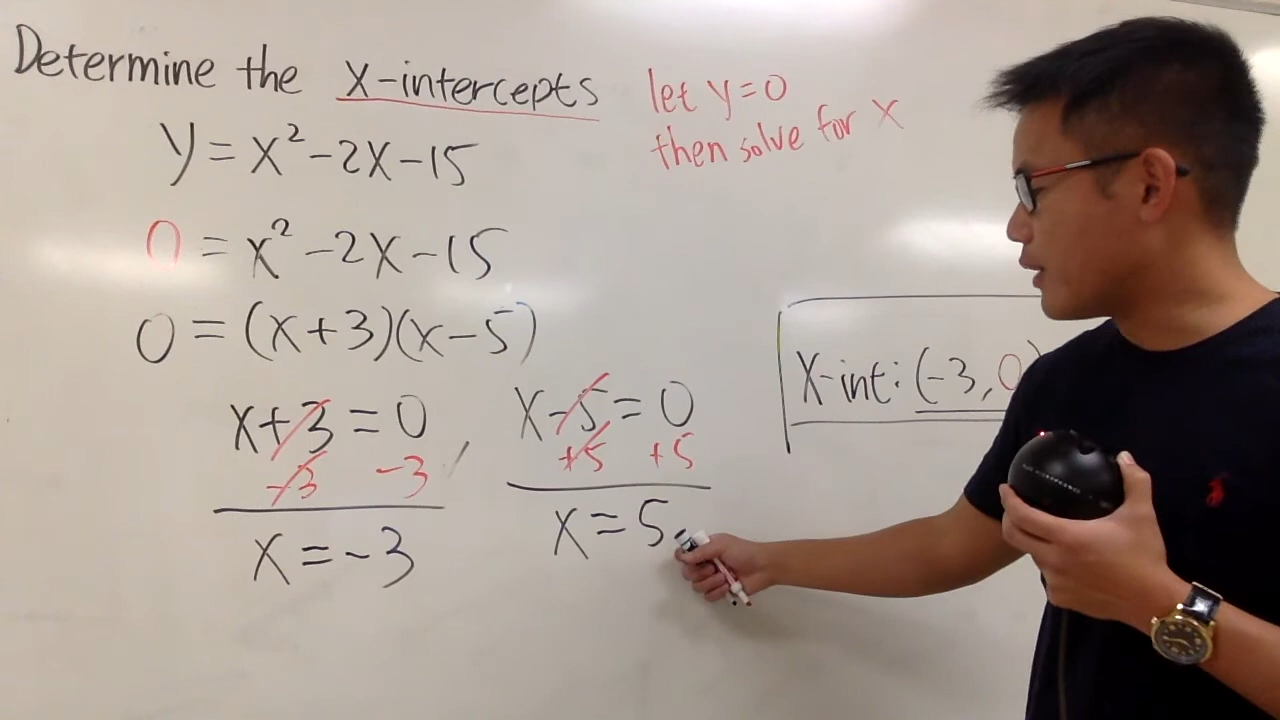 Determine the x-intercepts
let y=0
then solve for x
y = x² - 2x - 15
0 = x² - 2x - 15
0 = (x+3)(x-5)
x+3 = 0,
-3 -3
x = -3
x-5 = 0
+5 +5
x = 5
x-int: (-3, 0)